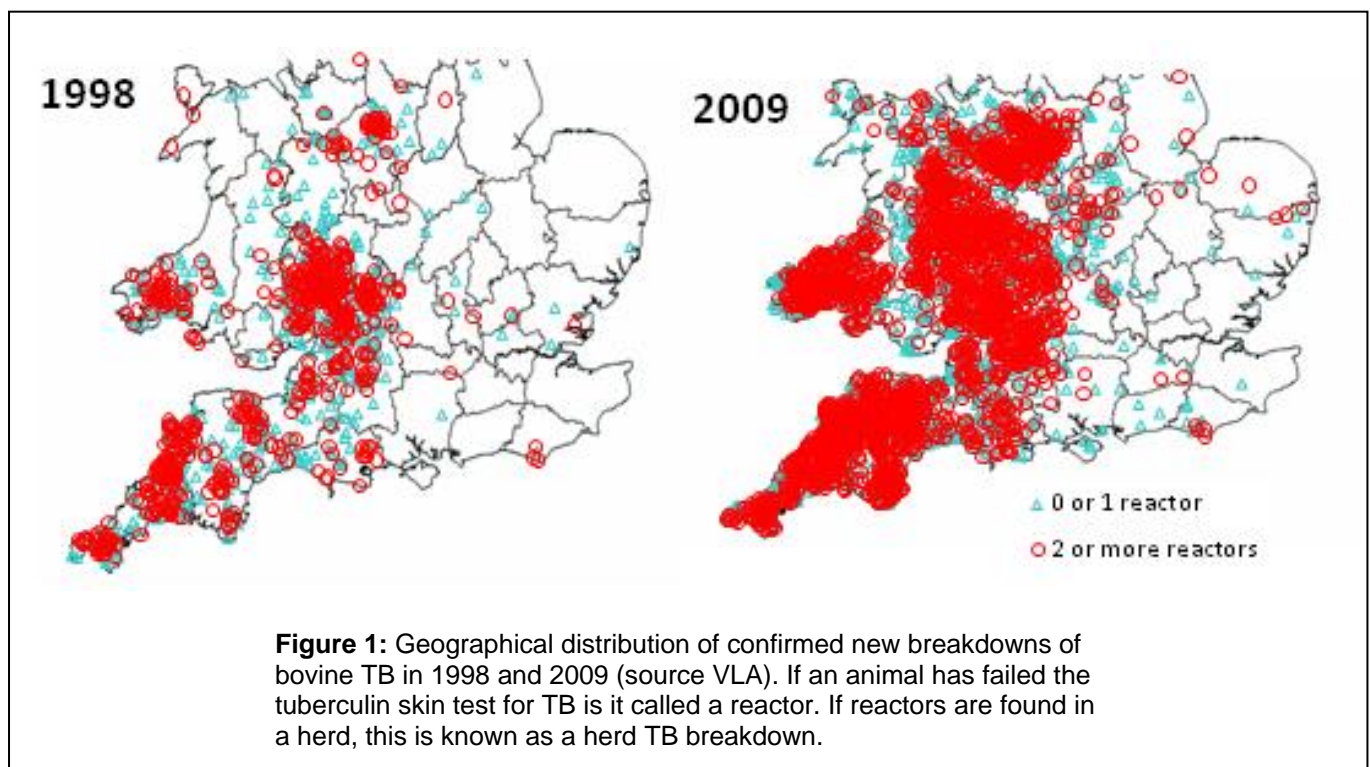 1998
2009
0 or 1 reactor
2 or more reactors
Figure 1: Geographical distribution of confirmed new breakdowns of
bovine TB in 1998 and 2009 (source VLA). If an animal has failed the
tuberculin skin test for TB is it called a reactor. If reactors are found in
a herd, this is known as a herd TB breakdown.